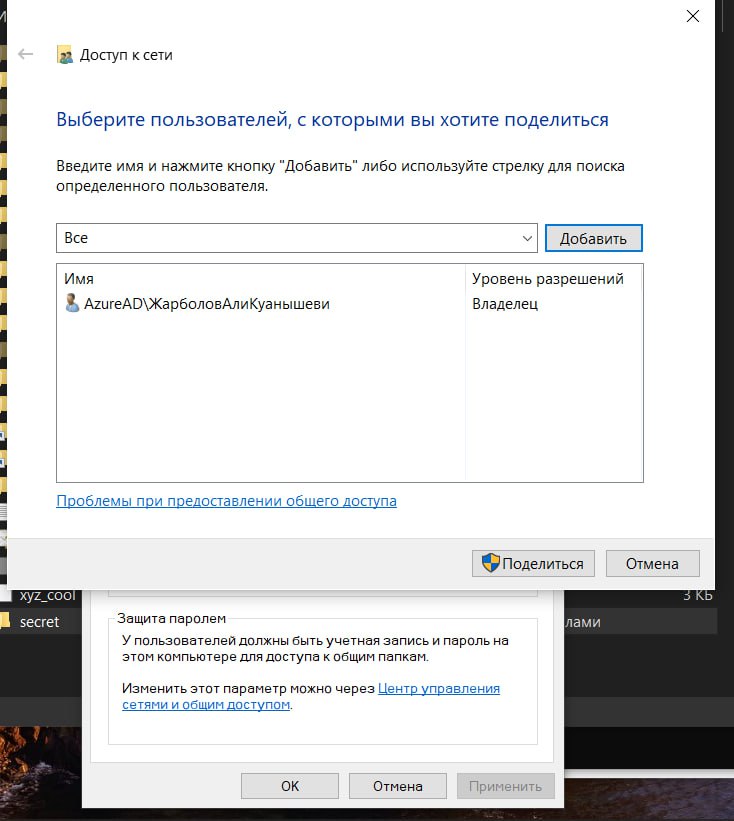 Доступ к сети
Выберите пользователей, с которыми вы хотите поделиться
Введите имя и нажмите кнопку "Добавить" либо используйте стрелку для поиска
определенного пользователя.
Все
Добавить
Имя
Уровень разрешений
AzureAD\ЖарболовАлиКуанышеви
Владелец
Проблемы при предоставлении общего доступа
Поделиться
Отмена
xyz_cool
3 КБ
secret
лами
Защита паролем
У пользователей должны быть учетная запись и пароль на
этом компьютере для доступа к общим папкам.
Изменить этот параметр можно через Центр управления
сетями и общим доступом.
ОК
Отмена
Применить